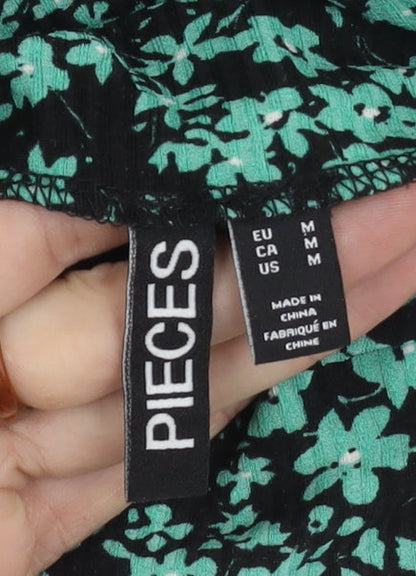 PIECES
EU M
CA M
US M
MADE IN
CHINA
FABRIQUÉ EN
CHINE